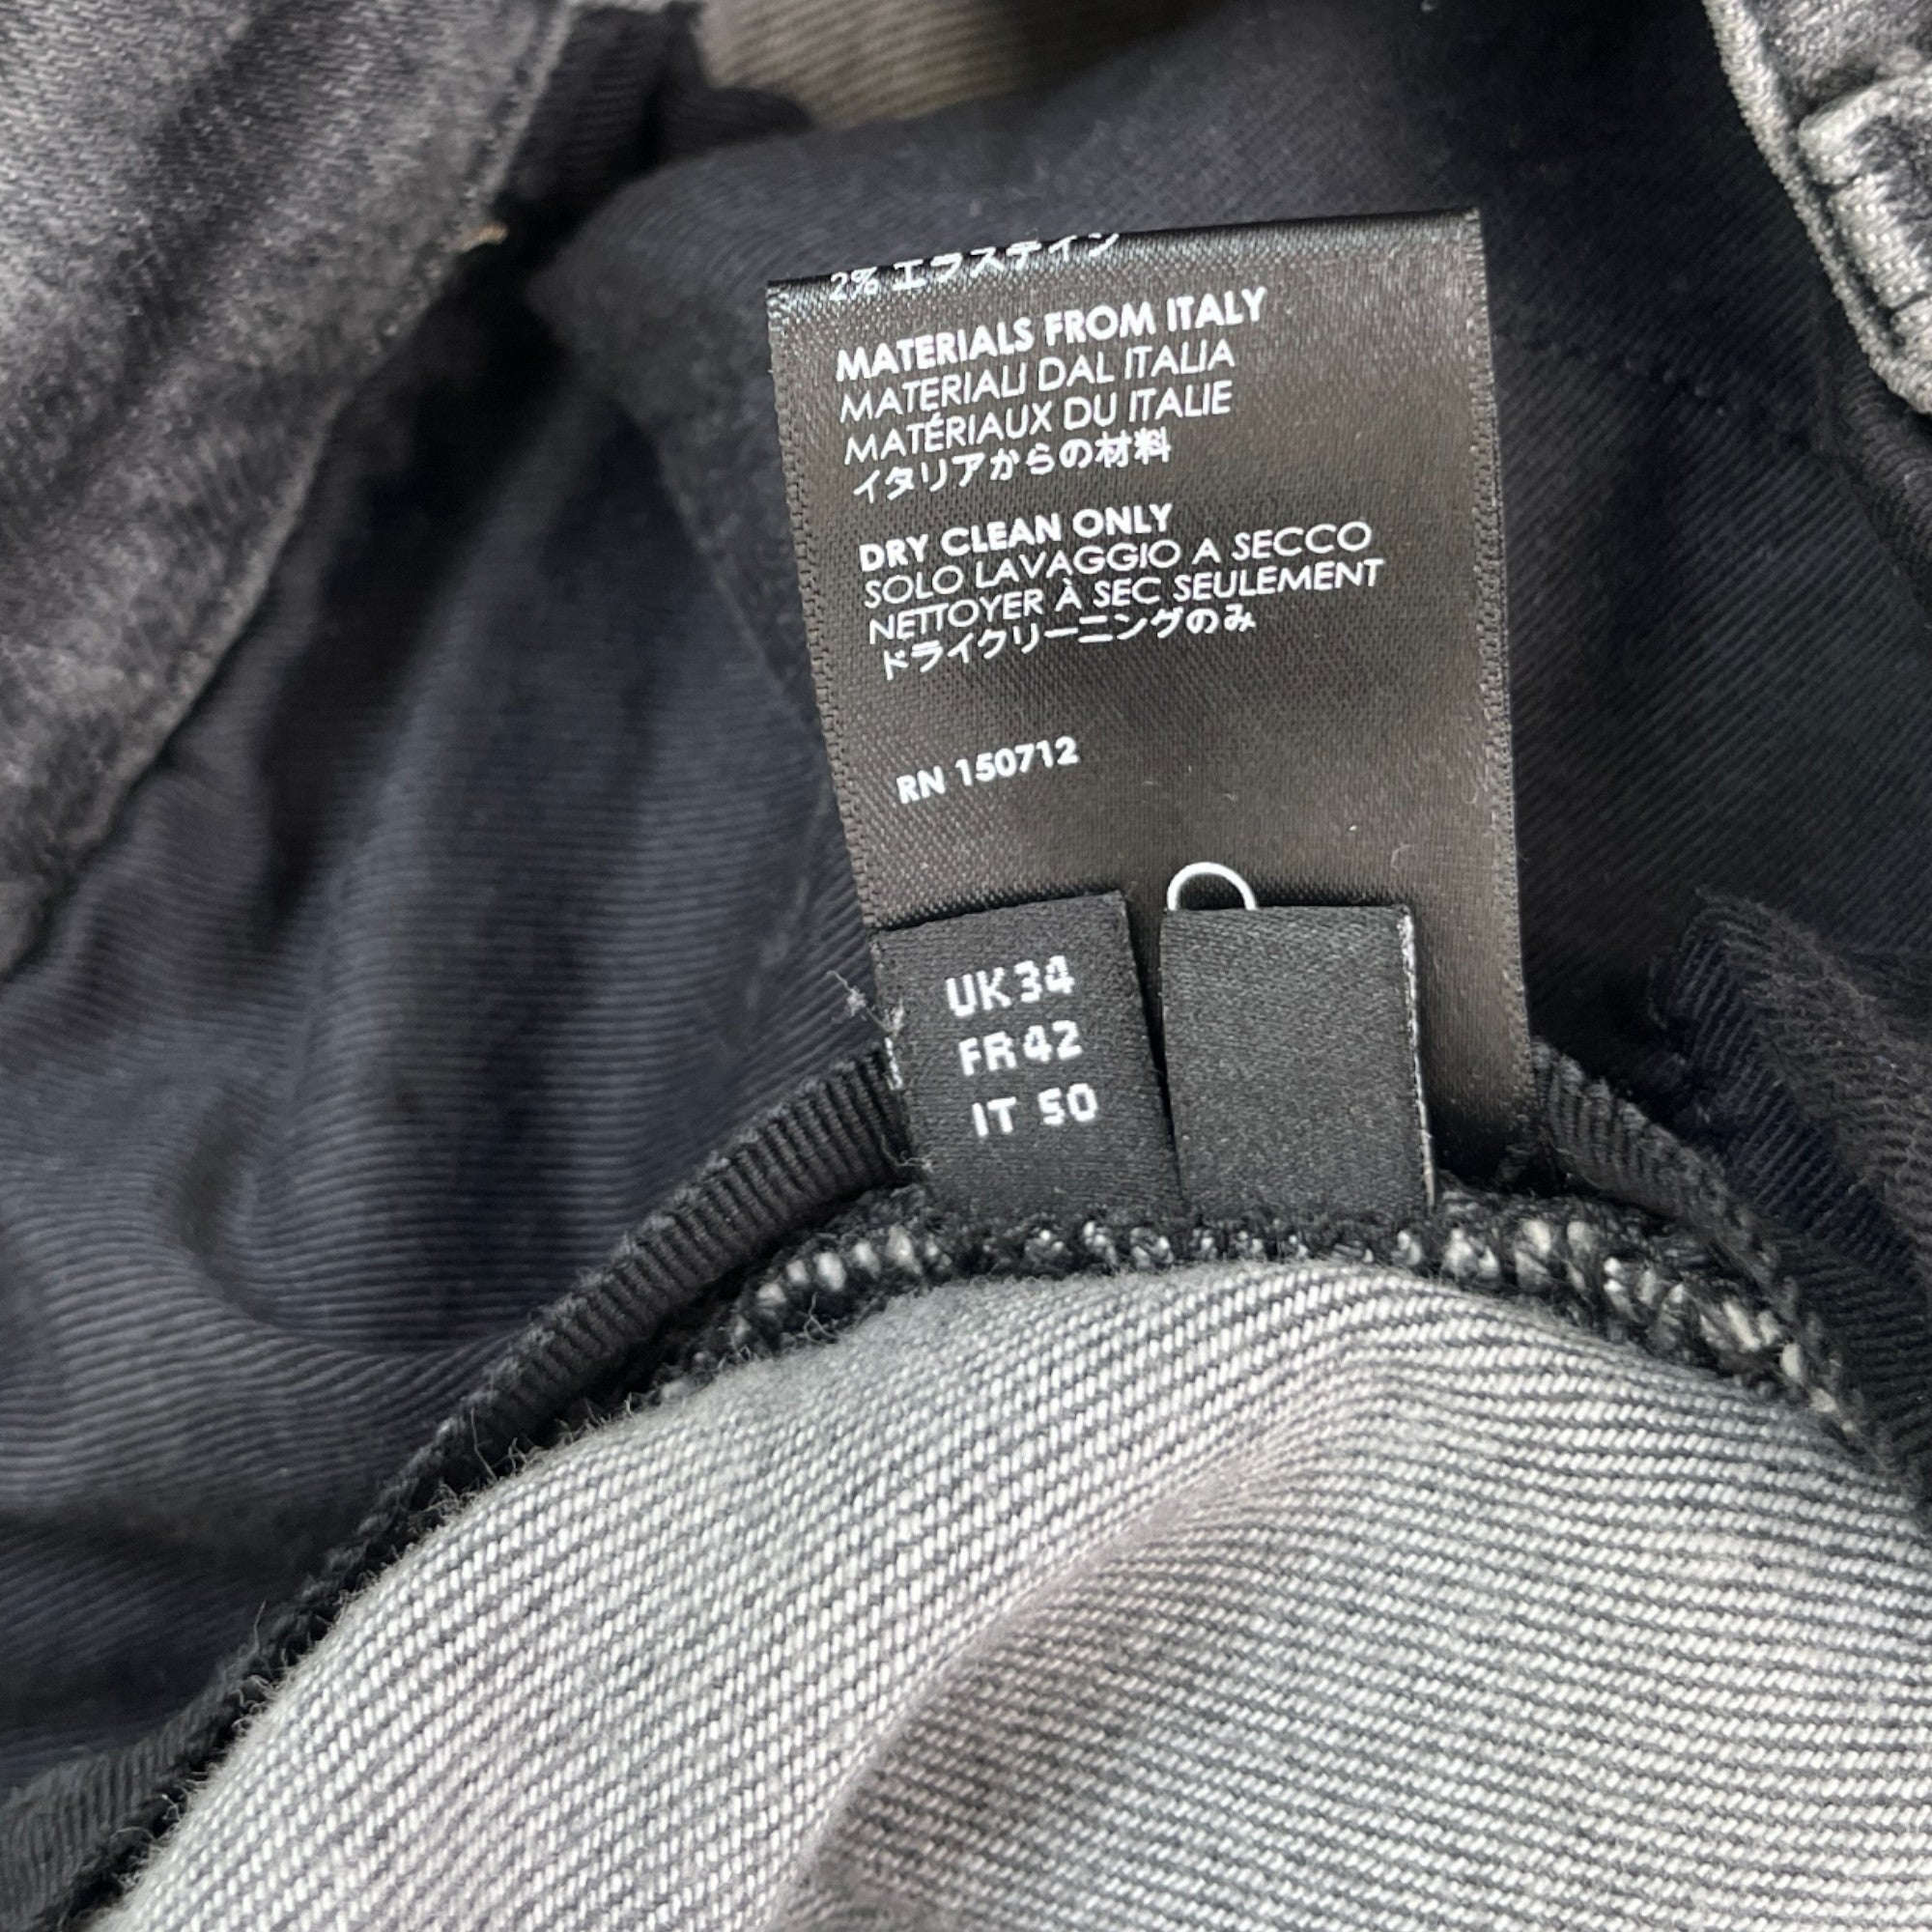 2% エラステイン
MATERIALS FROM ITALY
MATERIALI DAL ITALIA
MATÉRIAUX DU ITALIE
イタリアからの材料
DRY CLEAN ONLY
SOLO LAVAGGIO A SECCO
NETTOYER À SEC SEULEMENT
ドライクリーニングのみ
RN 150712
UK 34
FR 42
IT 50